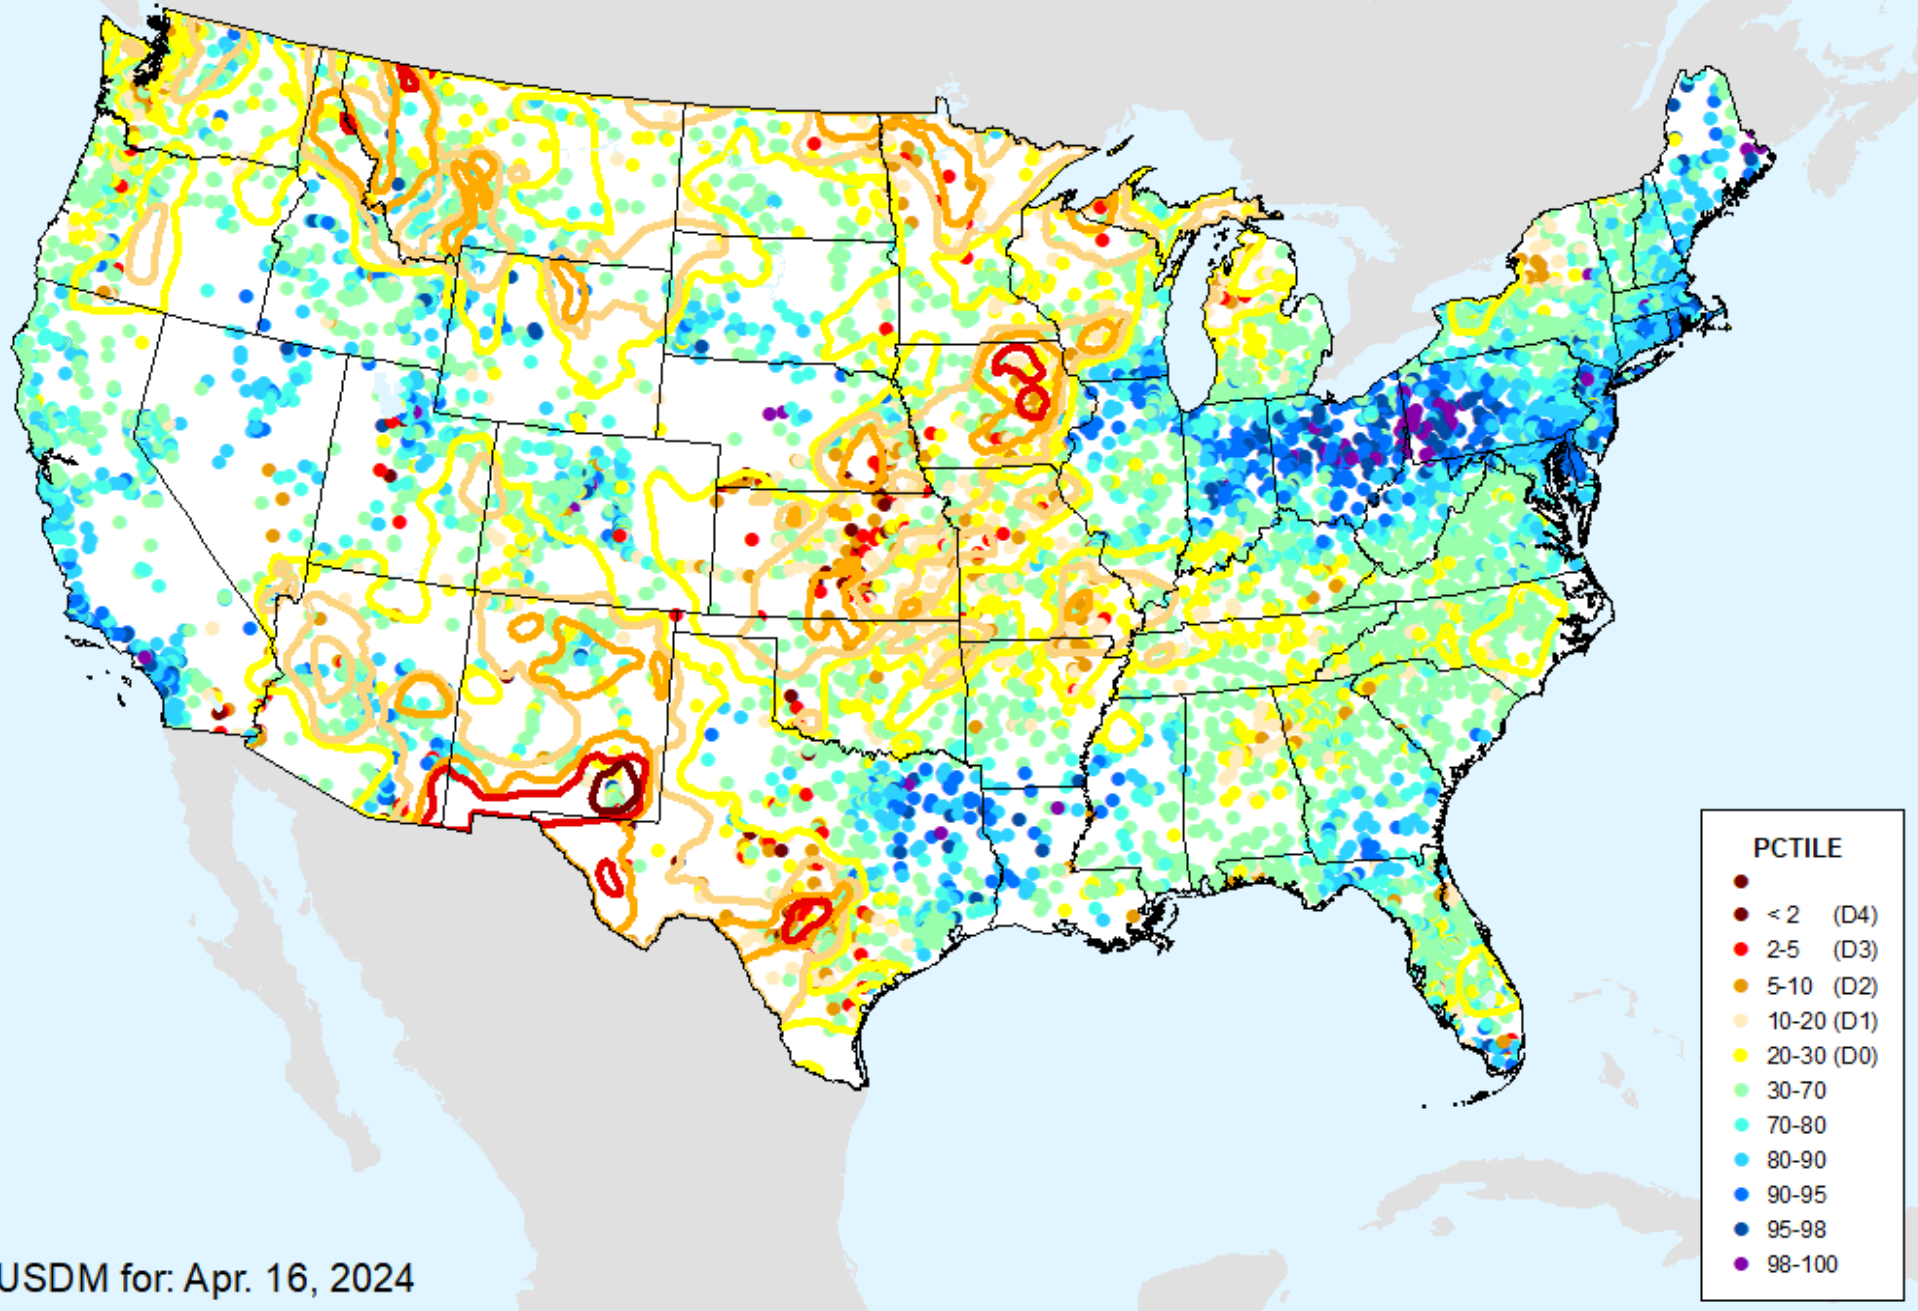 PCTILE
< 2 (D4)
2-5 (D3)
5-10 (D2)
10-20 (D1)
20-30 (D0)
30-70
70-80
80-90
90-95
95-98
98-100
USDM for: Apr. 16, 2024